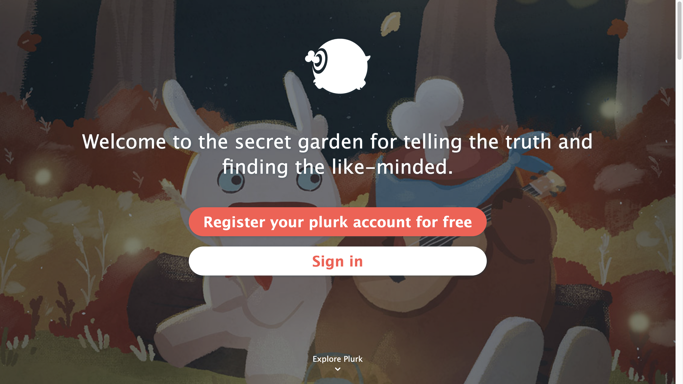 Welcome to the secret garden for telling the truth and
finding the like-minded.
Register your plurk account for free
Sign in
Explore Plurk